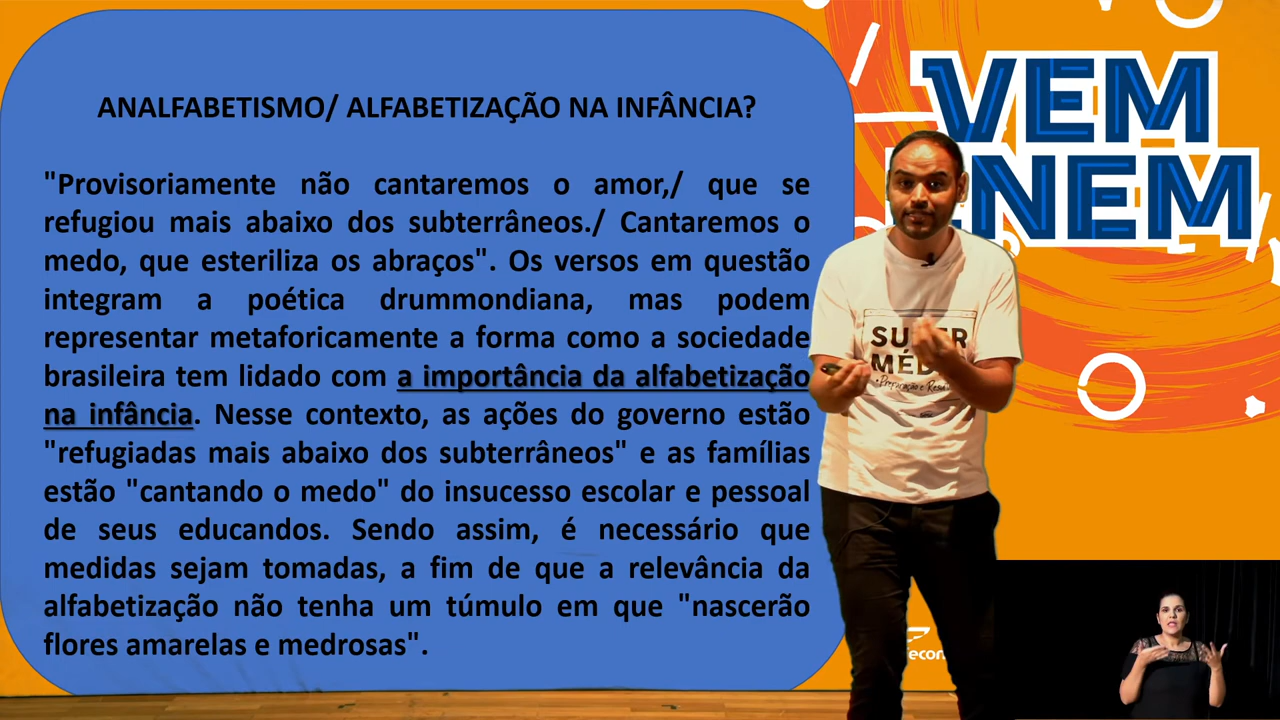 ANALFABETISMO/ ALFABETIZAÇÃO NA INFÂNCIA?
"Provisoriamente não cantaremos o amor,/ que se
refugiou mais abaixo dos subterrâneos./ Cantaremos o
medo, que esteriliza os abraços". Os versos em questão
integram a poética drummondiana, mas podem
representar metaforicamente a forma como a sociedade
brasileira tem lidado com a importância da alfabetização
na infância. Nesse contexto, as ações do governo estão
"refugiadas mais abaixo dos subterrâneos" e as famílias
estão "cantando o medo" do insucesso escolar e pessoal
de seus educandos. Sendo assim, é necessário que
medidas sejam tomadas, a fim de que a relevância da
alfabetização não tenha um túmulo em que "nascerão
flores amarelas e medrosas".
VEM
ENEM